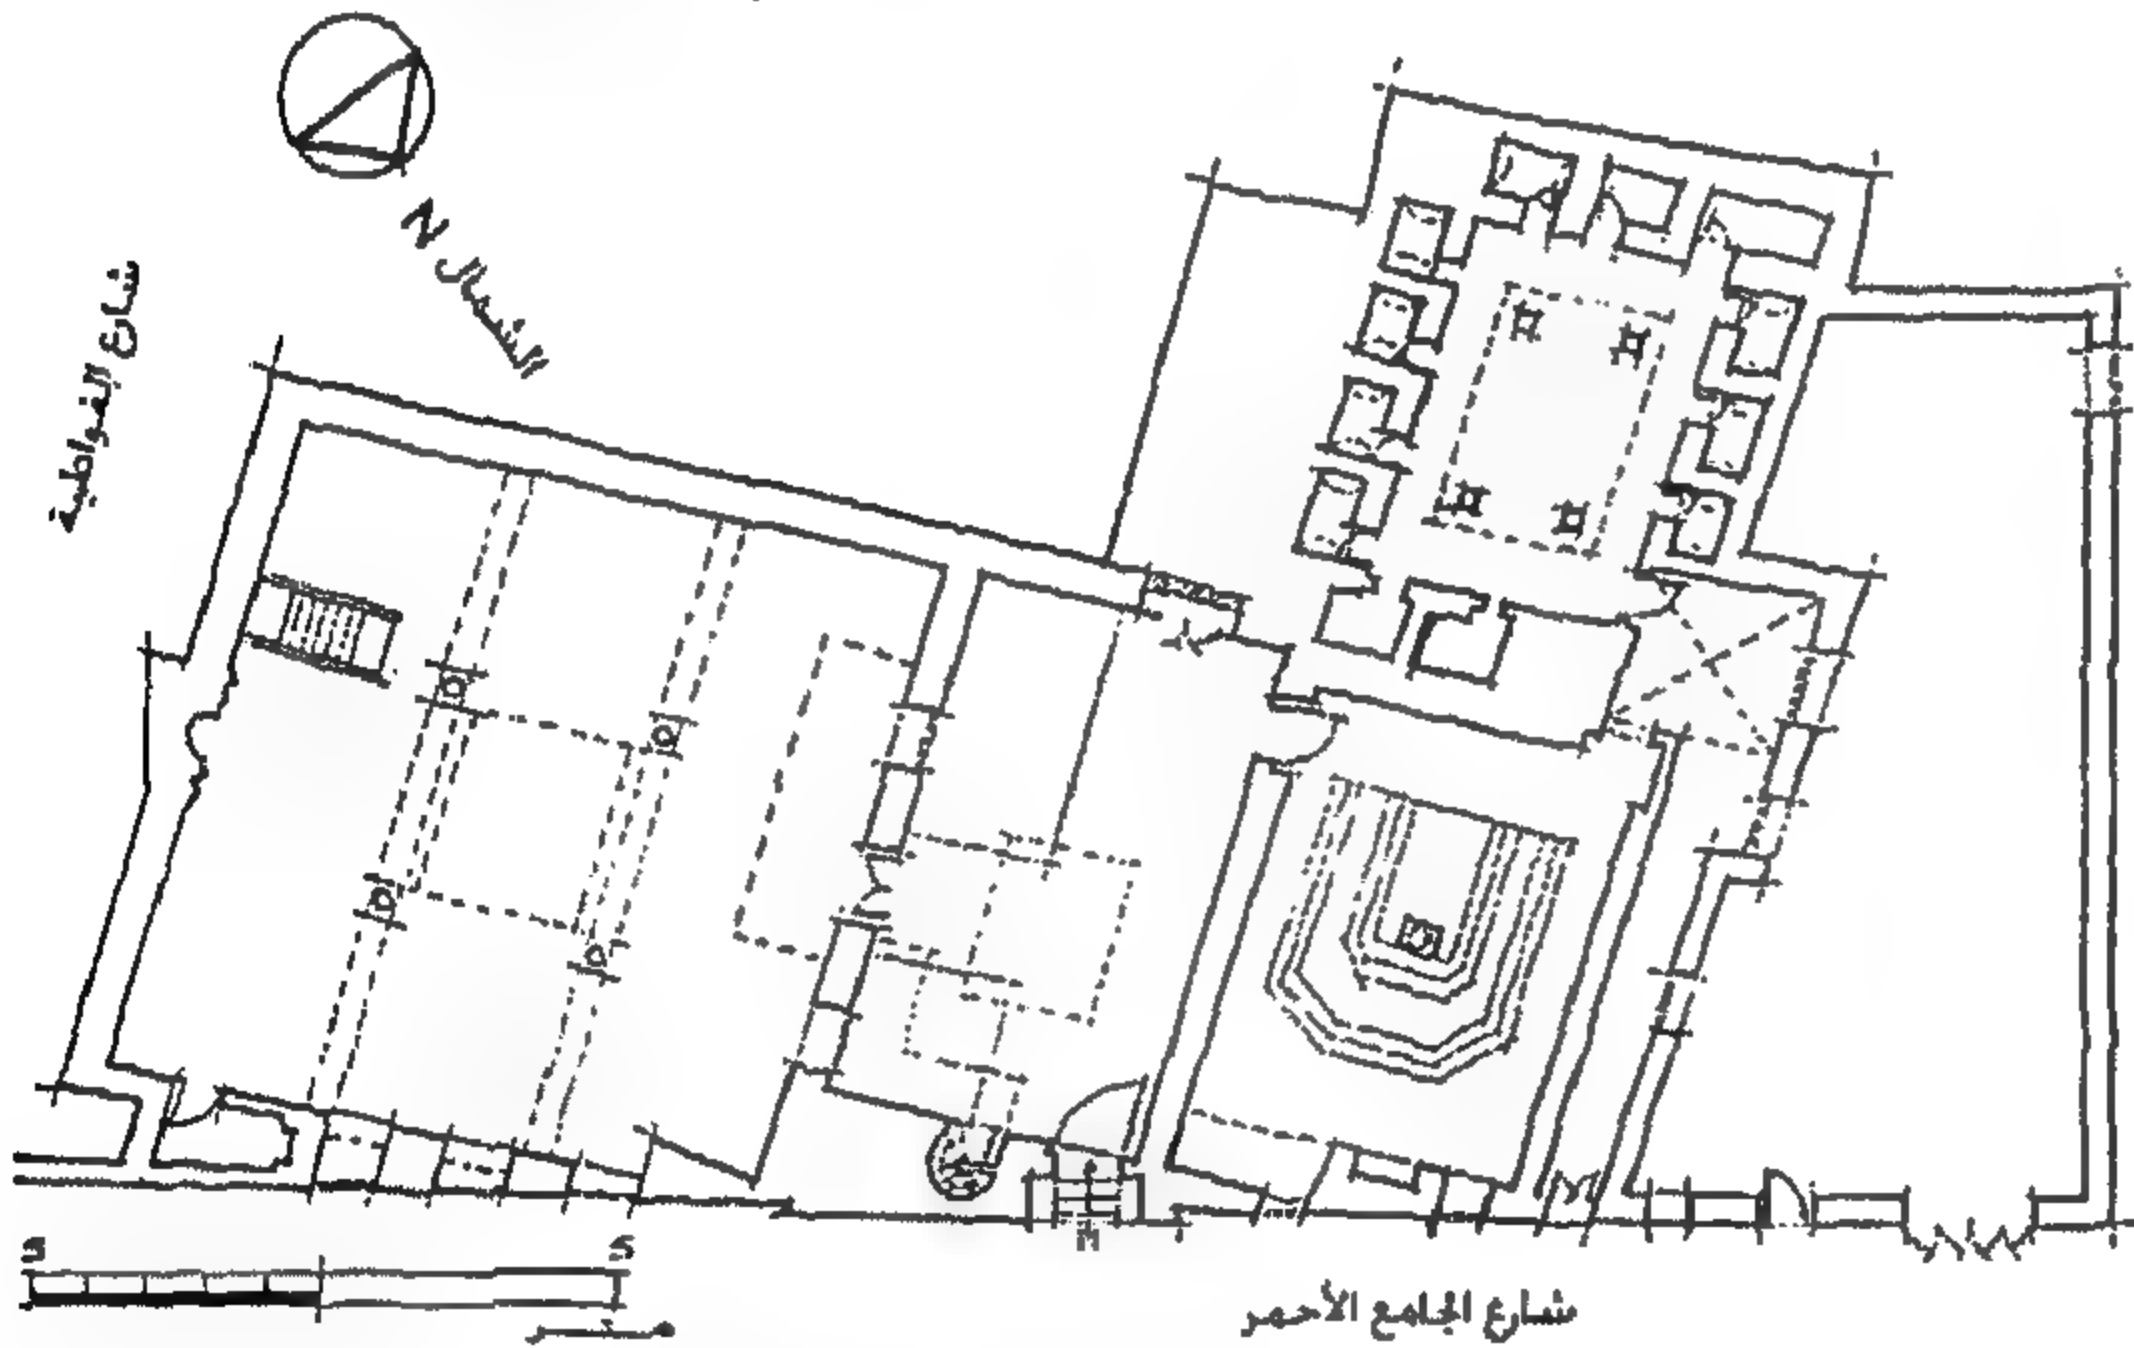 N الشمال
شارع الفواطية
5 5
متر
شارع الجامع الأحمر